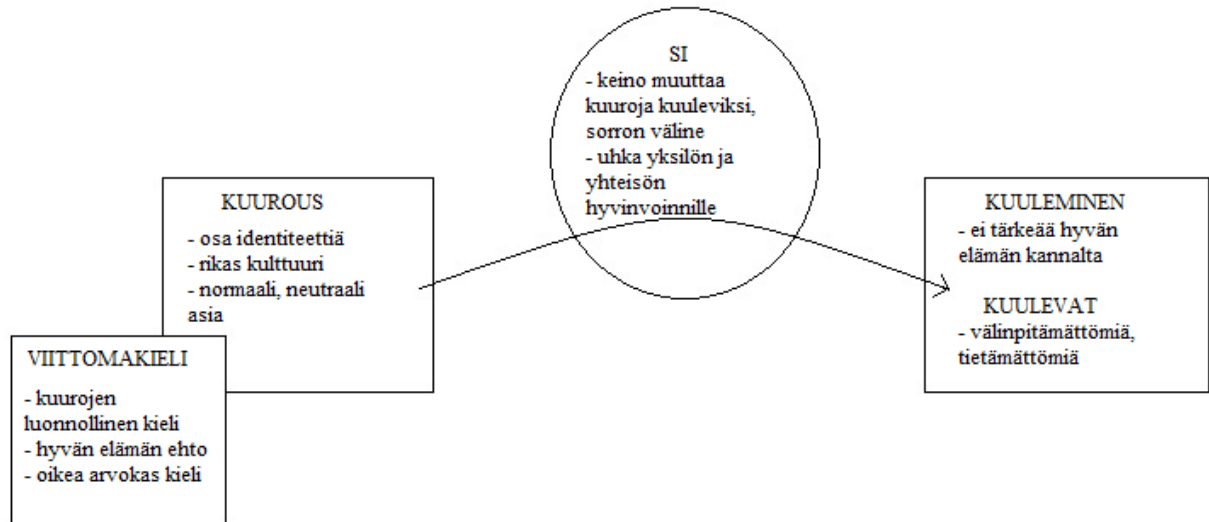 SI
- keino muuttaa
kuuroja kuuleviksi,
sorron väline
- uhka yksilön ja
yhteisön
hyvinvoinnille
KUUROUS
- osa identiteettiä
- rikas kulttuuri
- normaali, neutraali
asia
VIITTOMAKIELI
- kuurojen
luonnollinen kieli
- hyvän elämän ehto
- oikea arvokas kieli
KUULEMINEN
- ei tärkeää hyvän
elämän kannalta
KUULEVAT
- välinpitämättömiä,
tietämättömiä